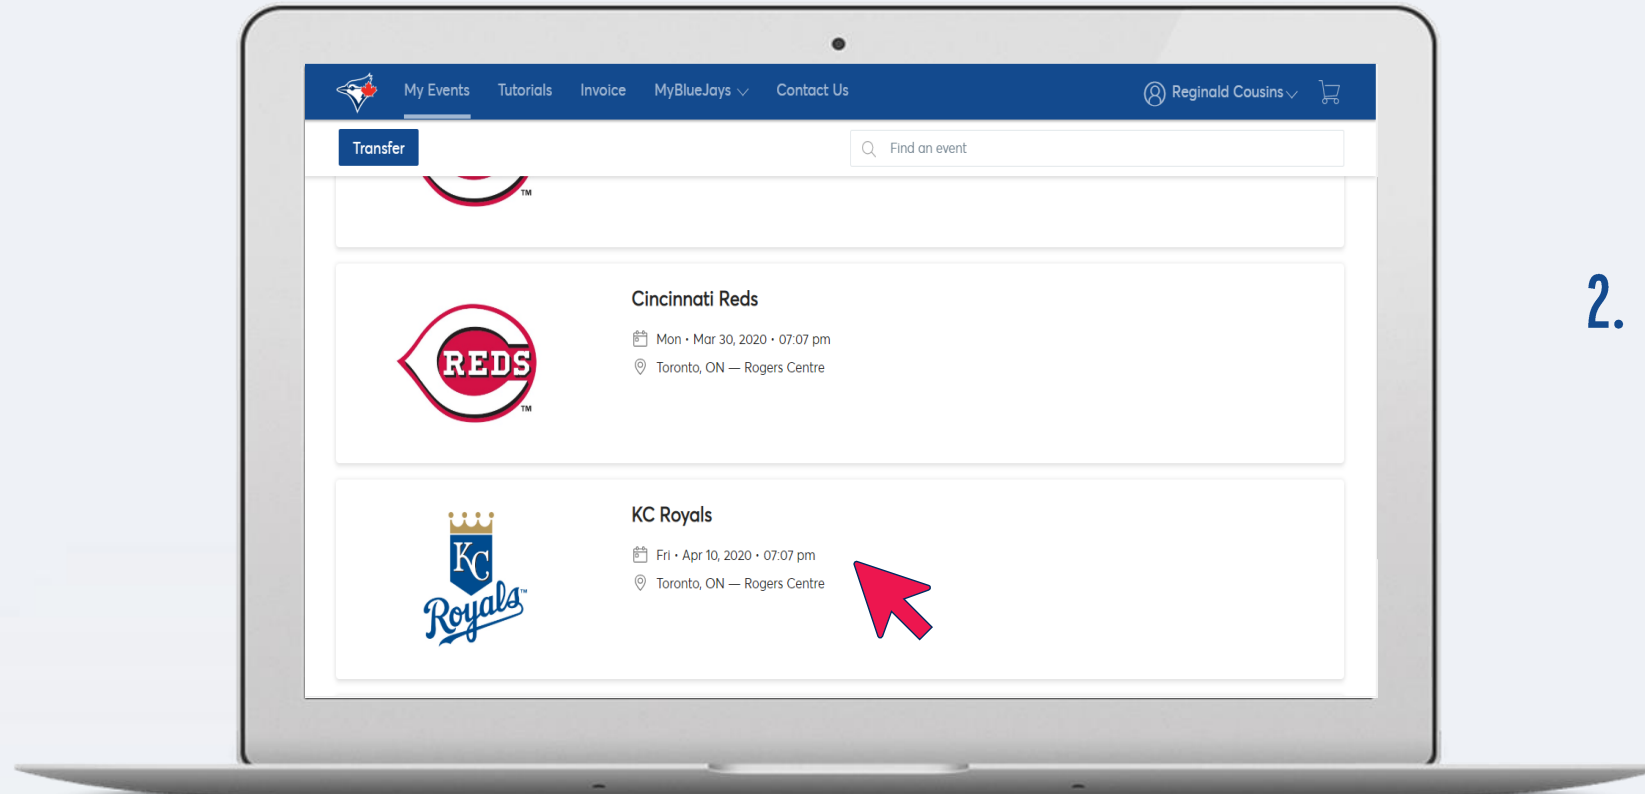 My Events Tutorials Invoice MyBlueJays Contact Us Reginald Cousins
Transfer Find an event
TM
Cincinnati Reds
Mon • Mar 30, 2020 • 07:07 pm
Toronto, ON — Rogers Centre
REDS
TM
KC Royals
Fri • Apr 10, 2020 • 07:07 pm
Toronto, ON — Rogers Centre
KC
Royals™
2.